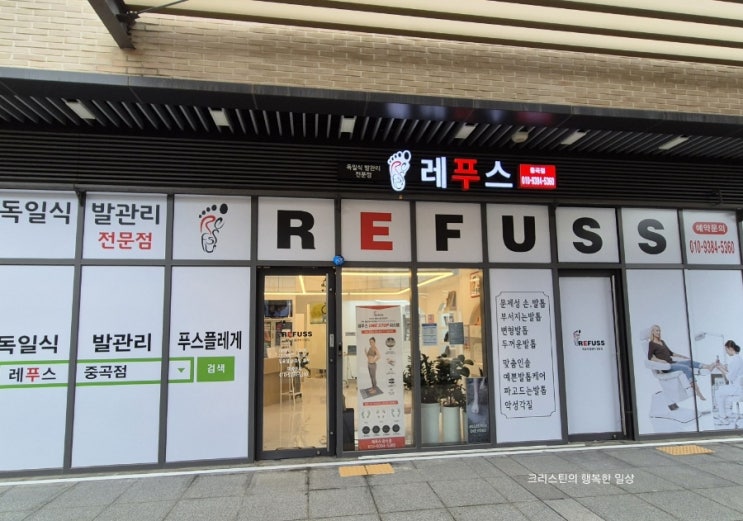 독일식 발관리
전문점
레푸스
중곡점
010-9384-5360
독일식 발관리
전문점
REFUSS
예약문의
010-9384-5360
독일식 발관리 푸스플레게
레푸스 중곡점 검색
REFUSS
문제성 손.발톱
부서지는발톱
변형발톱
두꺼운발톱
맞춤인솔
예쁜발톱케어
파고드는발톱
악성각질
REFUSS
크리스틴의 행복한 일상